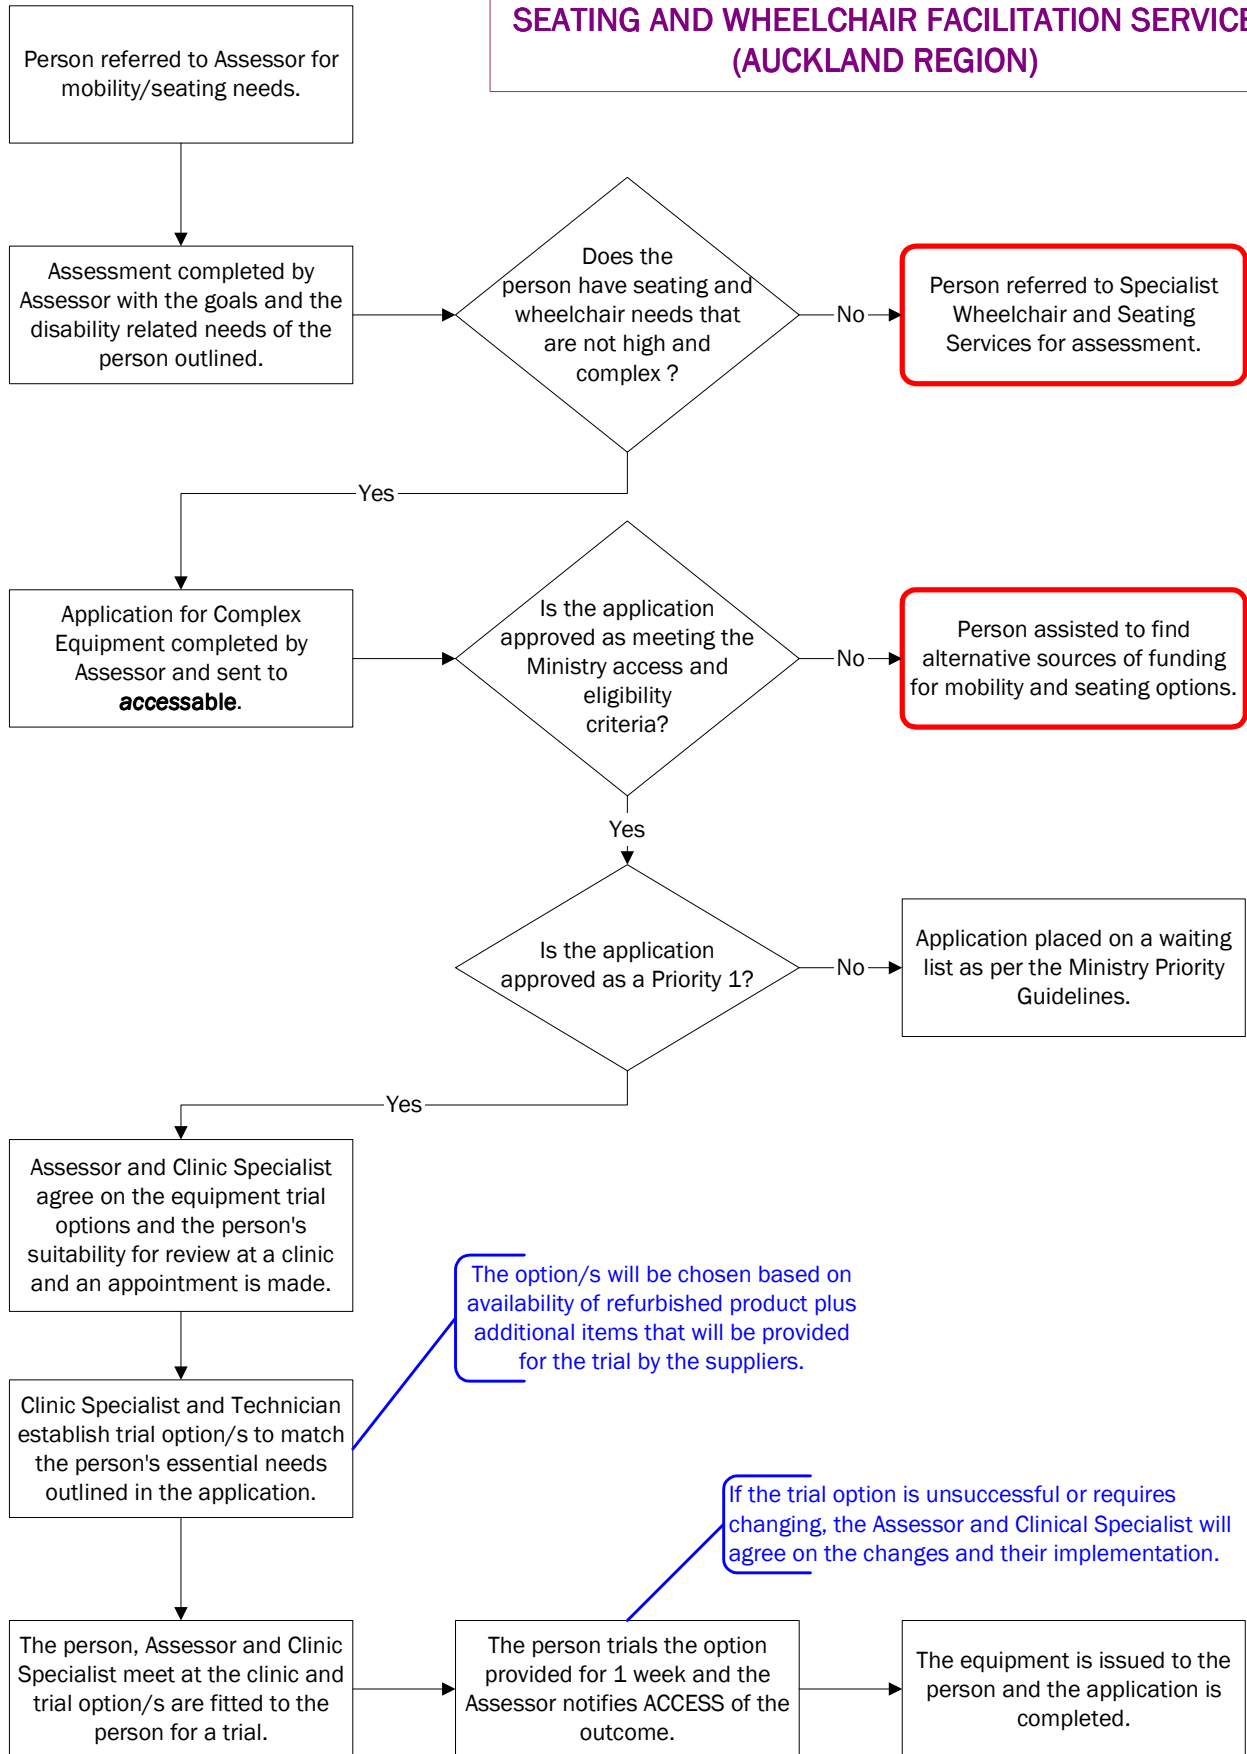 SEATING AND WHEELCHAIR FACILITATION SERVICE
(AUCKLAND REGION)
Person referred to Assessor for
mobility/seating needs.
Assessment completed by
Assessor with the goals and the
disability related needs of the
person outlined.
Does the
person have seating and
wheelchair needs that
are not high and
complex ?
No
Person referred to Specialist
Wheelchair and Seating
Services for assessment.
Yes
Application for Complex
Equipment completed by
Assessor and sent to
accessable.
Is the application
approved as meeting the
Ministry access and
eligibility
criteria?
No
Person assisted to find
alternative sources of funding
for mobility and seating options.
Yes
Is the application
approved as a Priority 1?
No
Application placed on a waiting
list as per the Ministry Priority
Guidelines.
Yes
Assessor and Clinic Specialist
agree on the equipment trial
options and the person's
suitability for review at a clinic
and an appointment is made.
The option/s will be chosen based on
availability of refurbished product plus
additional items that will be provided
for the trial by the suppliers.
Clinic Specialist and Technician
establish trial option/s to match
the person's essential needs
outlined in the application.
If the trial option is unsuccessful or requires
changing, the Assessor and Clinical Specialist will
agree on the changes and their implementation.
The person, Assessor and Clinic
Specialist meet at the clinic and
trial option/s are fitted to the
person for a trial.
The person trials the option
provided for 1 week and the
Assessor notifies ACCESS of the
outcome.
The equipment is issued to the
person and the application is
completed.